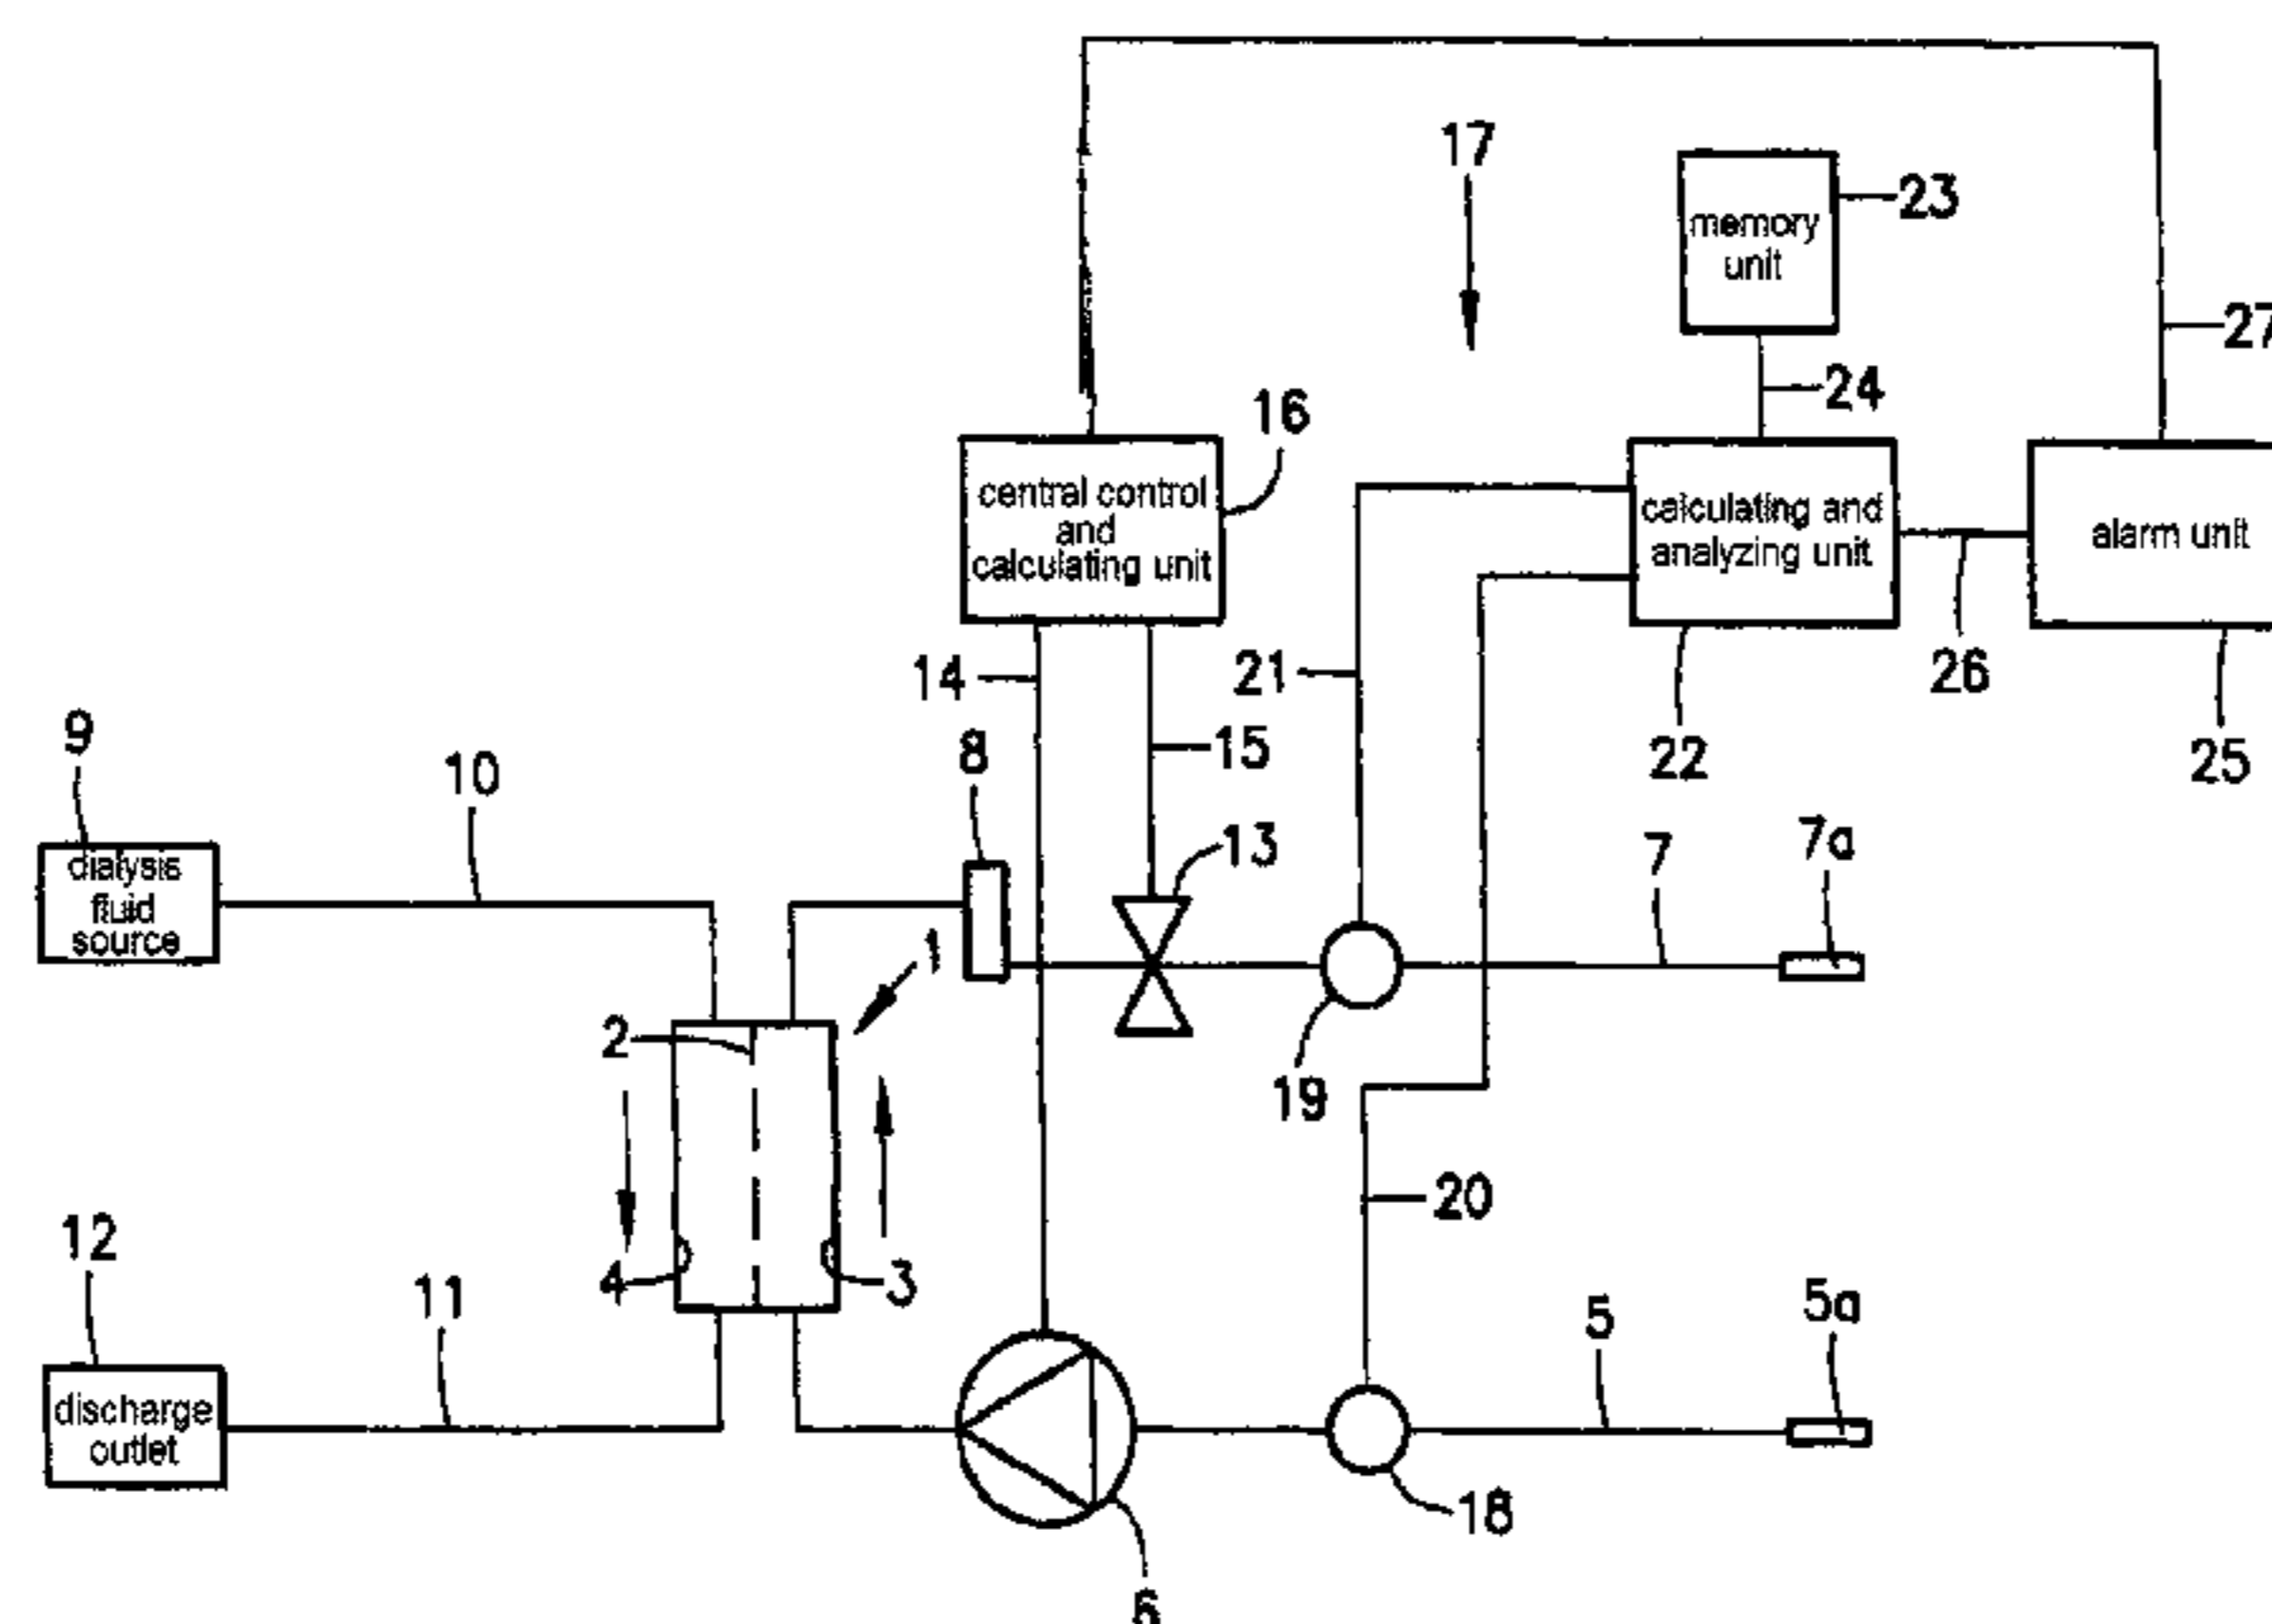 17
memory
unit
23
27
24
16
central control
and
calculating unit
calculating and
analyzing unit
alarm unit
14
21
26
15
22
25
9
10
8
13
7
7a
dialysis
fluid
source
1
2
19
20
12
4
3
11
5
5a
discharge
outlet
18
6